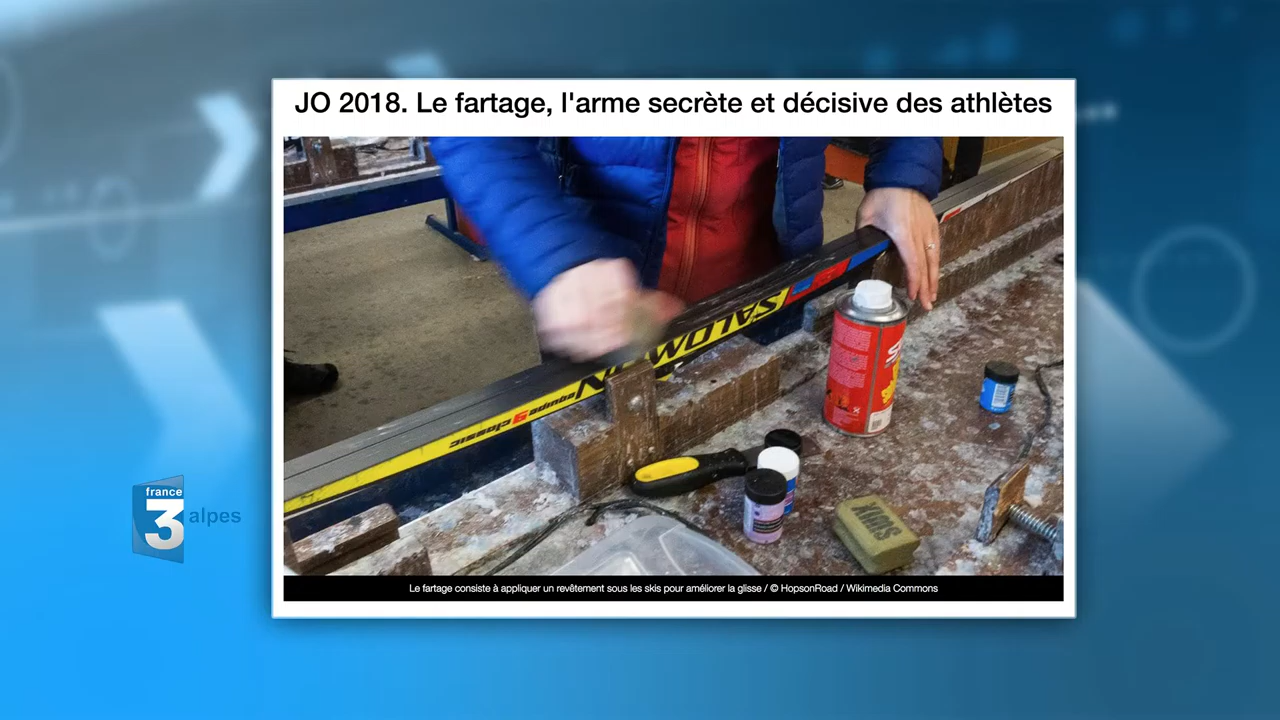 JO 2018. Le fartage, l'arme secrète et décisive des athlètes
SALOMON
equipe 9 classic
france
3
alpes
Le fartage consiste à appliquer un revêtement sous les skis pour améliorer la glisse / © HopsonRoad / Wikimedia Commons